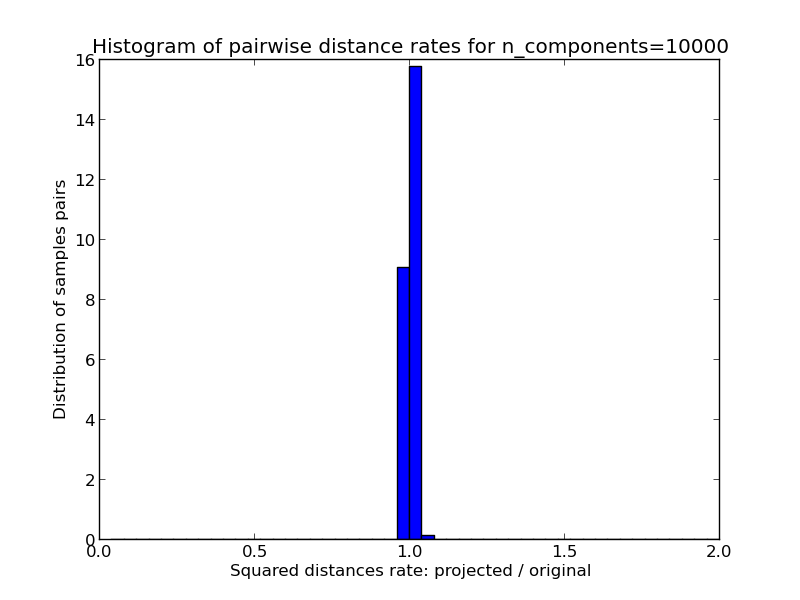 Histogram of pairwise distance rates for n_components=10000
16
14
12
10
8
6
4
2
0
Distribution of samples pairs
0.0 0.5 1.0 1.5 2.0
Squared distances rate: projected / original